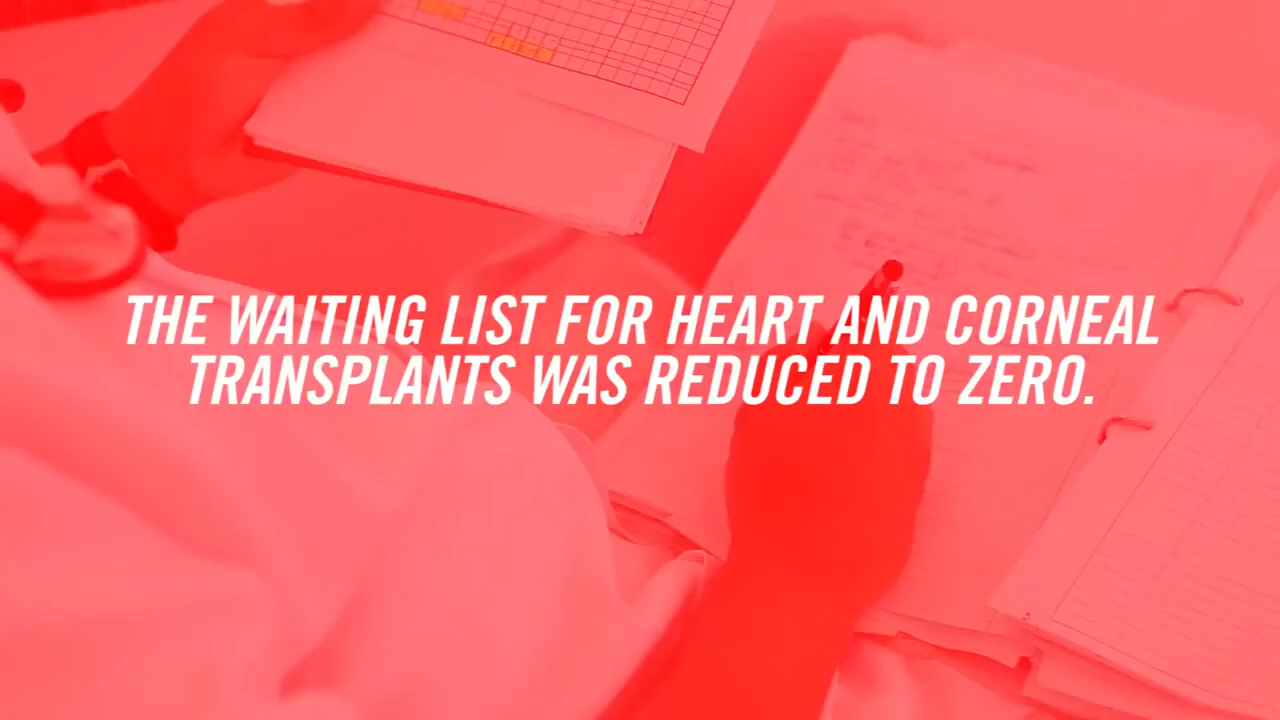 THE WAITING LIST FOR HEART AND CORNEAL
TRANSPLANTS WAS REDUCED TO ZERO.